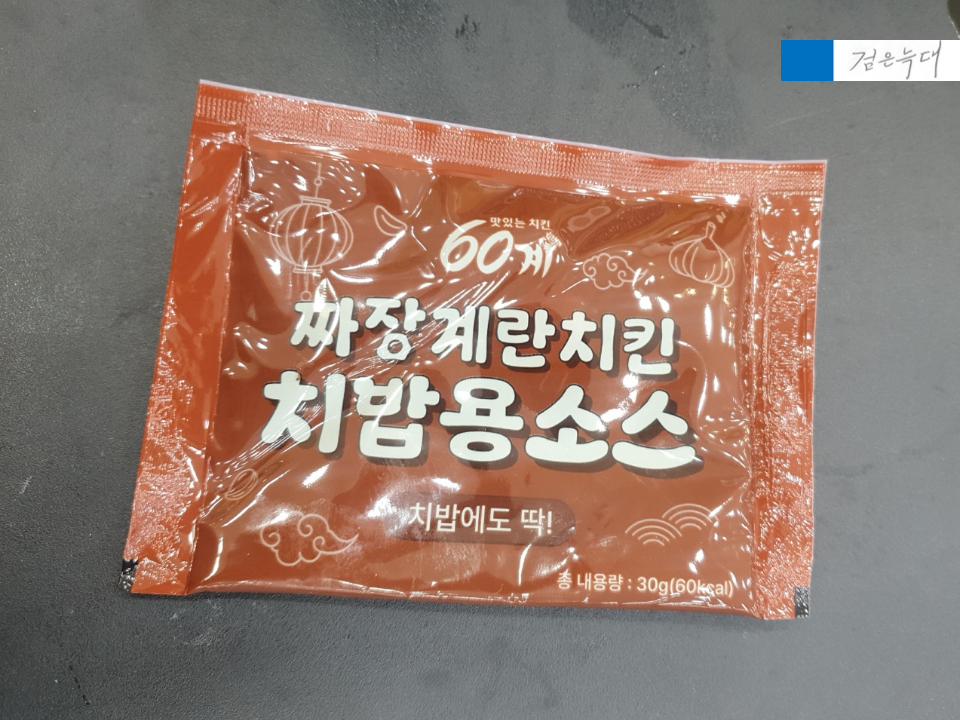 검은늑대
맛있는 치킨
60계
짜장계란치킨
치밥용소스
치밥에도 딱!
총 내용량 : 30g(60kcal)